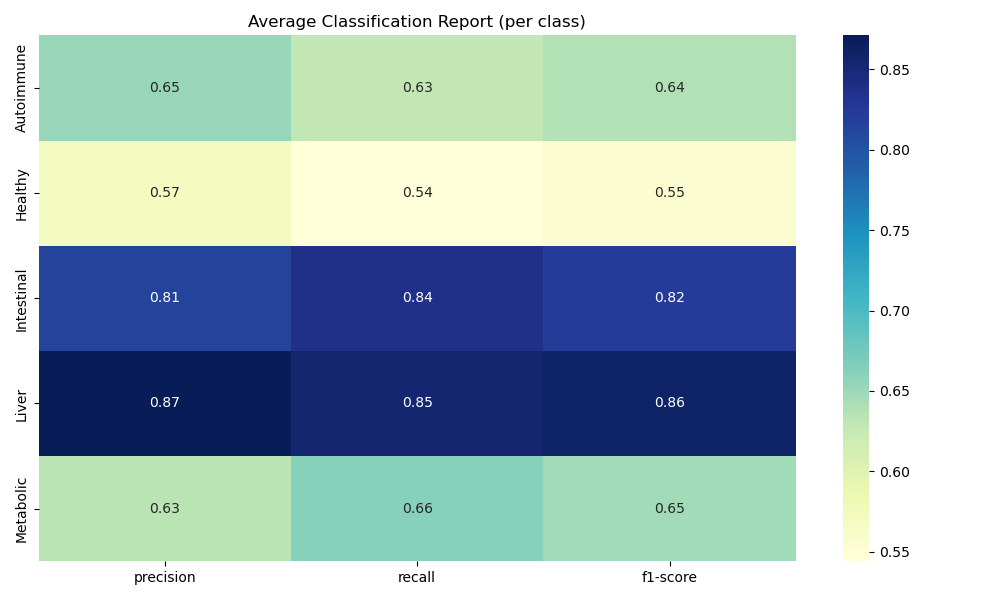 Average Classification Report (per class)
Autoimmune 0.65 0.63 0.64
Healthy 0.57 0.54 0.55
Intestinal 0.81 0.84 0.82
Liver 0.87 0.85 0.86
Metabolic 0.63 0.66 0.65
precision recall f1-score
0.85
0.80
0.75
0.70
0.65
0.60
0.55